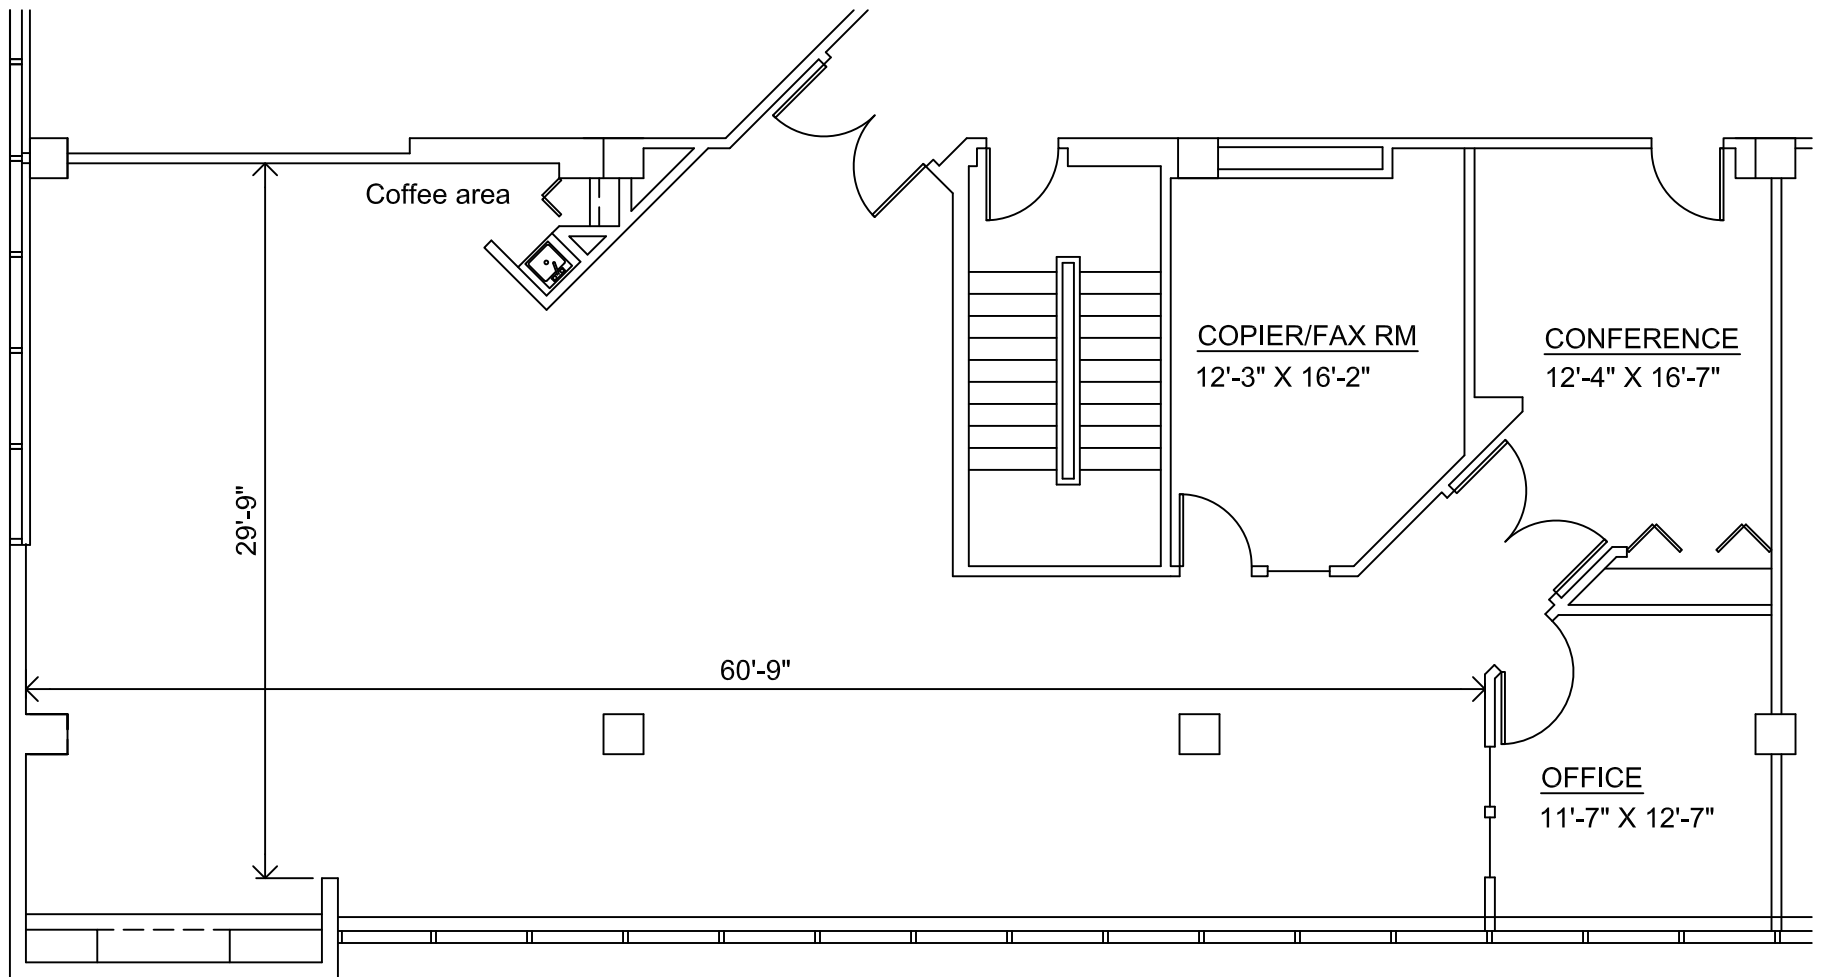 Coffee area
COPIER/FAX RM
12'-3" X 16'-2"
CONFERENCE
12'-4" X 16'-7"
29'-9"
60'-9"
OFFICE
11'-7" X 12'-7"